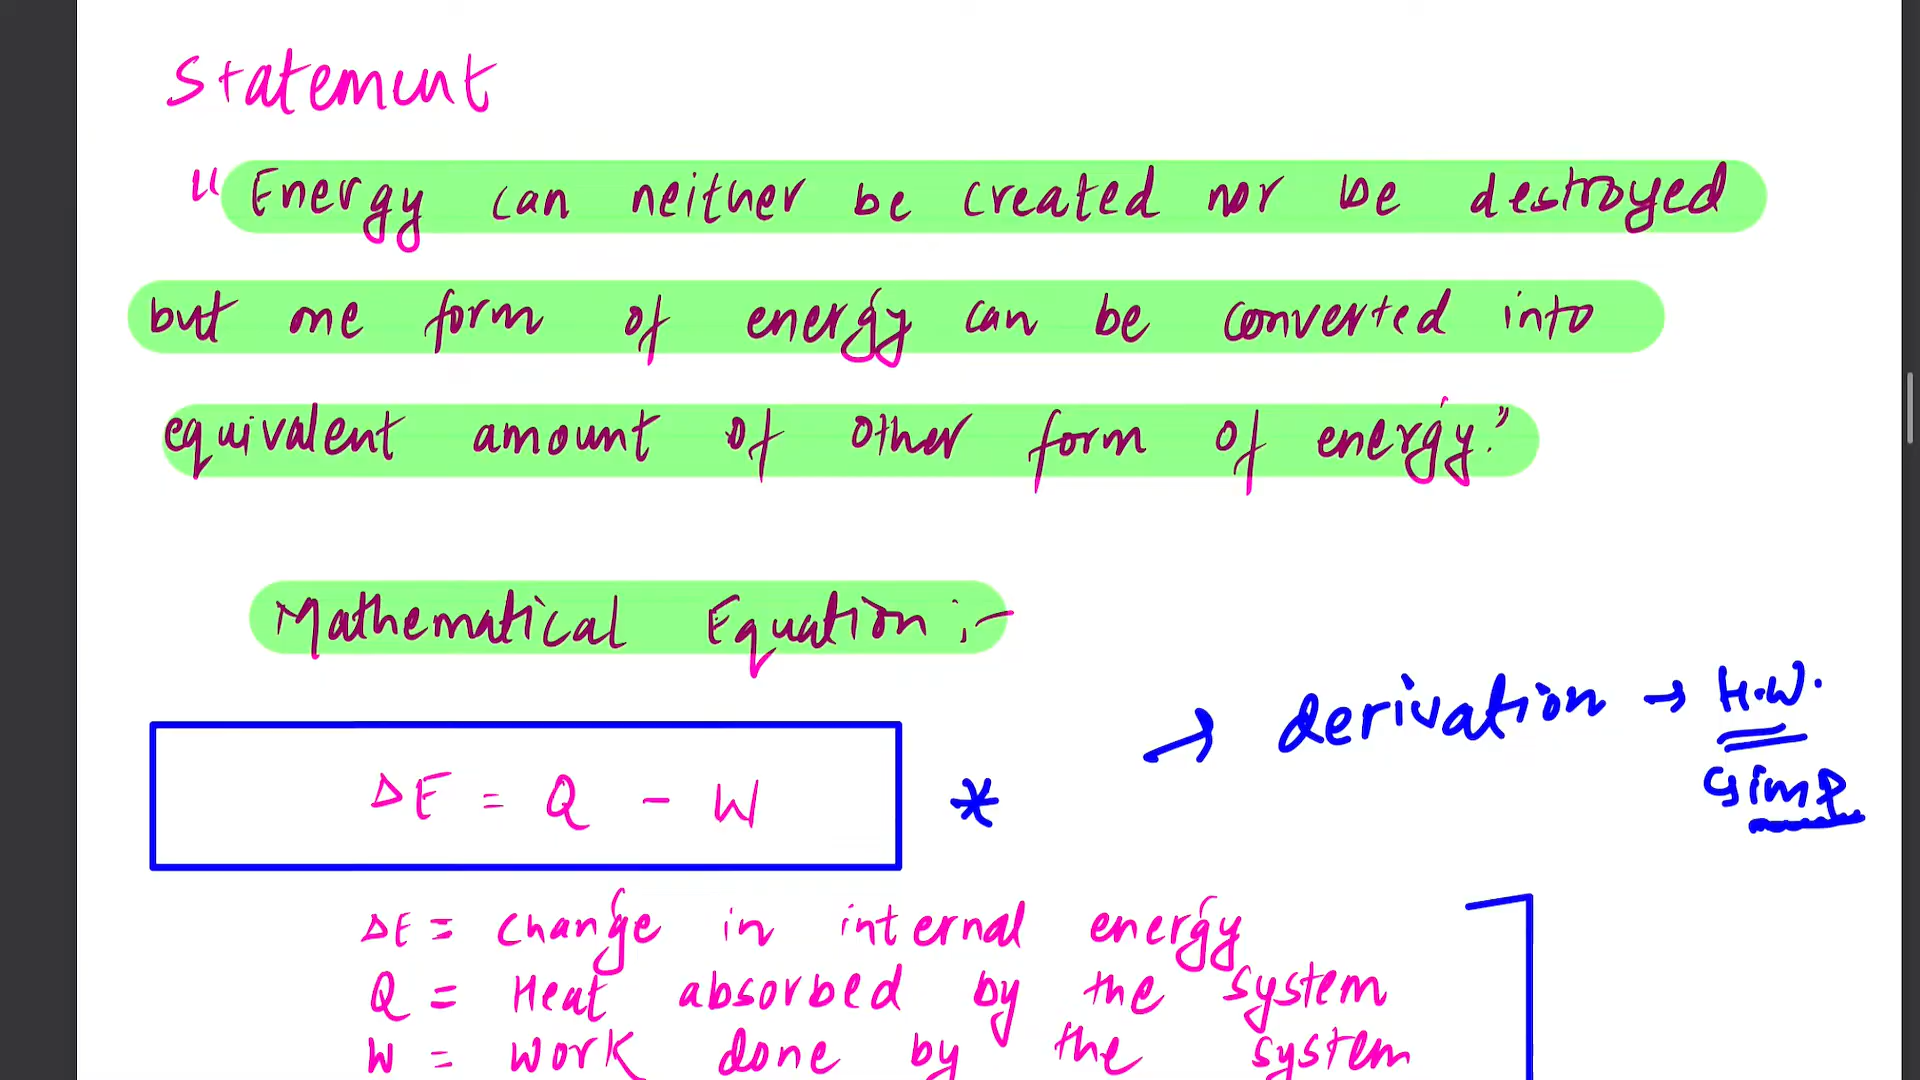 Statement
"Energy can neither be created nor be destroyed
but one form of energy can be converted into
equivalent amount of other form of energy."
Mathematical Equation :-
→ derivation → H.W.
↳ imp.
ΔE = Q - W *
ΔE = change in internal energy
Q = Heat absorbed by the system
W = work done by the system